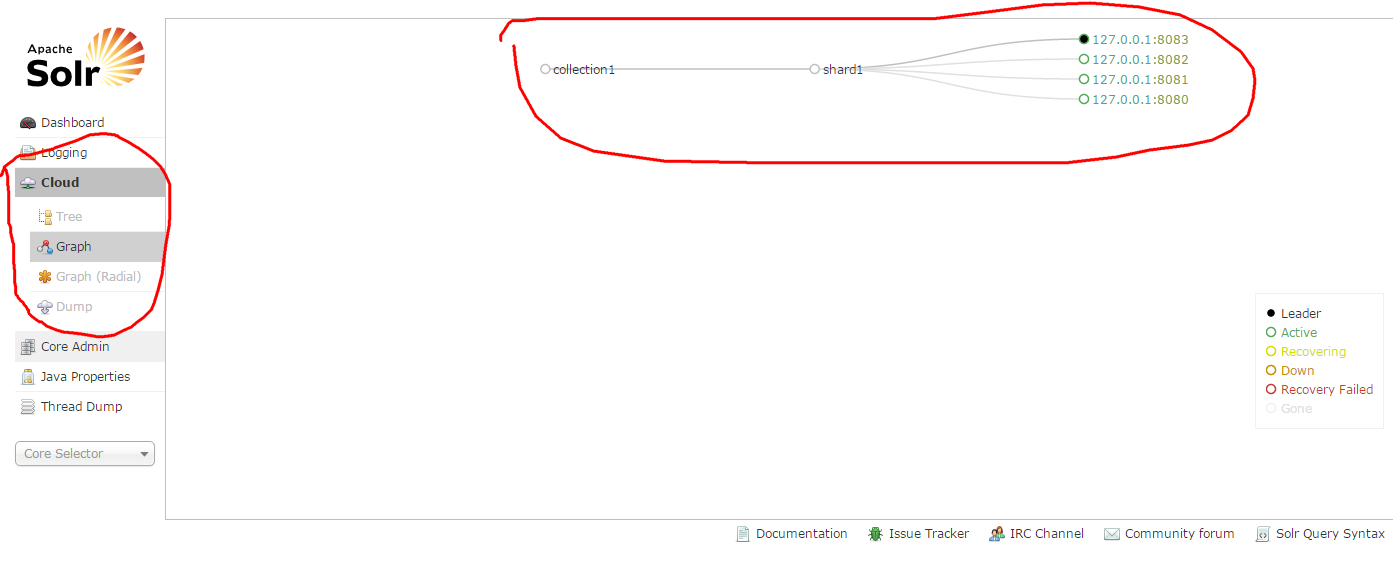 Apache
Solr
Dashboard
Logging
Cloud
Tree
Graph
Graph (Radial)
Dump
Core Admin
Java Properties
Thread Dump
Core Selector
collection1
shard1
127.0.0.1:8083
127.0.0.1:8082
127.0.0.1:8081
127.0.0.1:8080
Leader
Active
Recovering
Down
Recovery Failed
Gone
Documentation Issue Tracker IRC Channel Community forum Solr Query Syntax